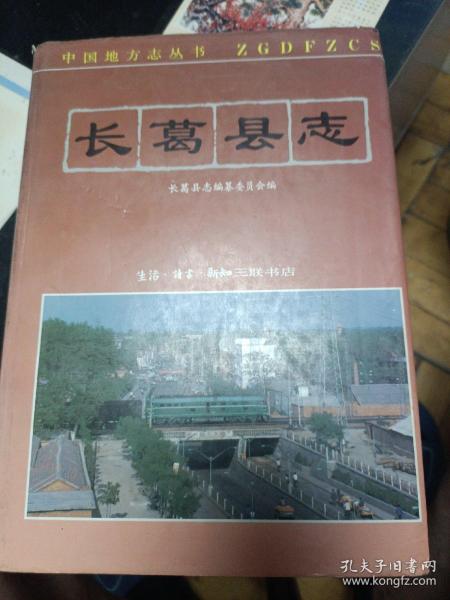 中国地方志丛书 ZGDFZCS
长葛县志
长葛县志编纂委员会编
生活·读书·新知三联书店
孔夫子旧书网
www.kongfz.com